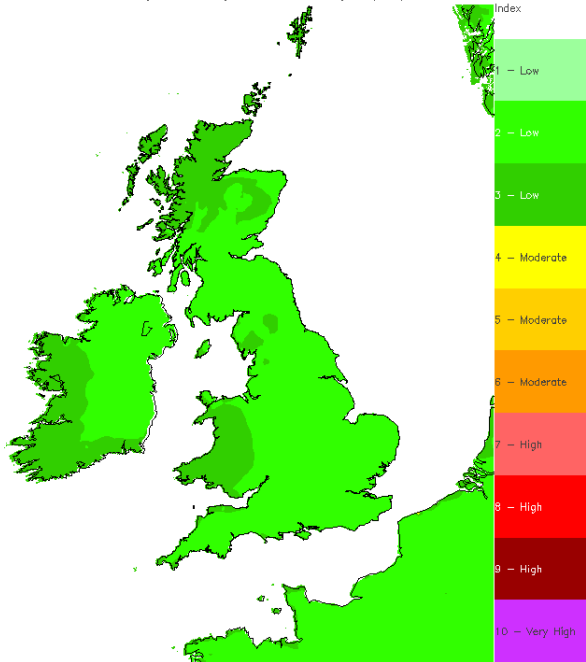 Index
1 – Low
2 – Low
3 – Low
4 – Moderate
5 – Moderate
6 – Moderate
7 – High
8 – High
9 – High
10 – Very High